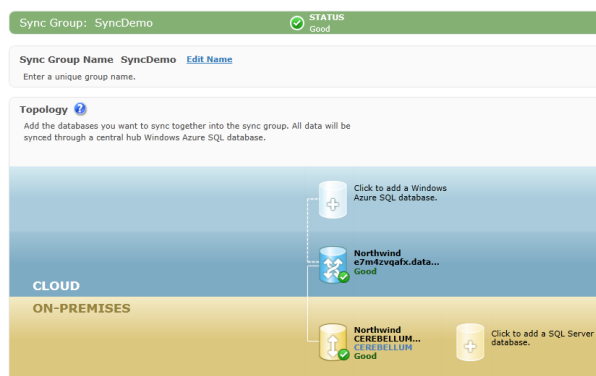 Sync Group: SyncDemo
STATUS
Good
Sync Group Name SyncDemo Edit Name
Enter a unique group name.
Topology ?
Add the databases you want to sync together into the sync group. All data will be
synced through a central hub Windows Azure SQL database.
Click to add a Windows
Azure SQL database.
Northwind
e7m4zvqafx.data...
Good
CLOUD
ON-PREMISES
Northwind
CEREBELLUM...
CEREBELLUM
Good
Click to add a SQL Server
database.